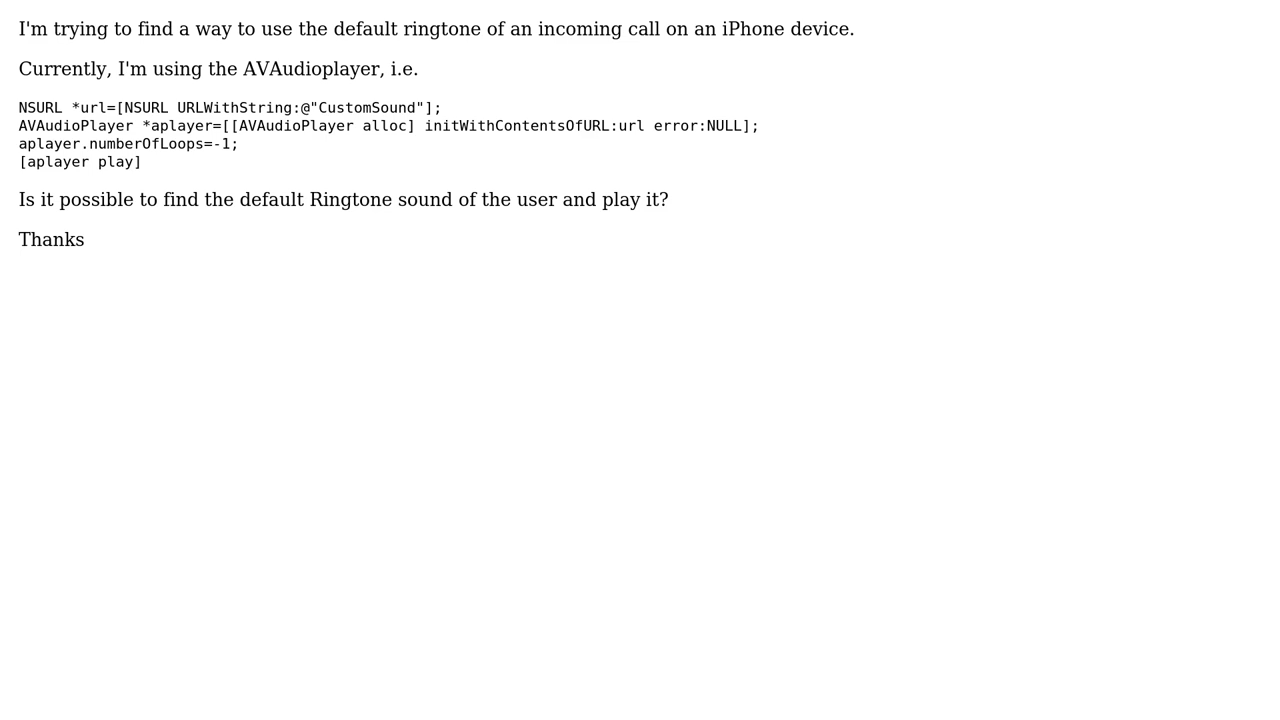 I'm trying to find a way to use the default ringtone of an incoming call on an iPhone device.
Currently, I'm using the AVAudioplayer, i.e.
NSURL *url=[NSURL URLWithString:@"CustomSound"];
AVAudioPlayer *aplayer=[[AVAudioPlayer alloc] initWithContentsOfURL:url error:NULL];
aplayer.numberOfLoops=-1;
[aplayer play]
Is it possible to find the default Ringtone sound of the user and play it?
Thanks